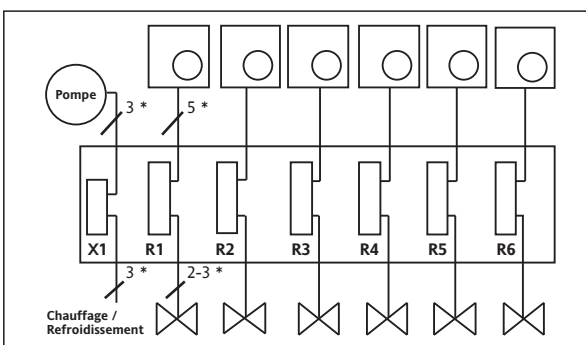 Pompe
3 *
5 *
X1 R1 R2 R3 R4 R5 R6
3 *
2-3 *
Chauffage /
Refroidissement